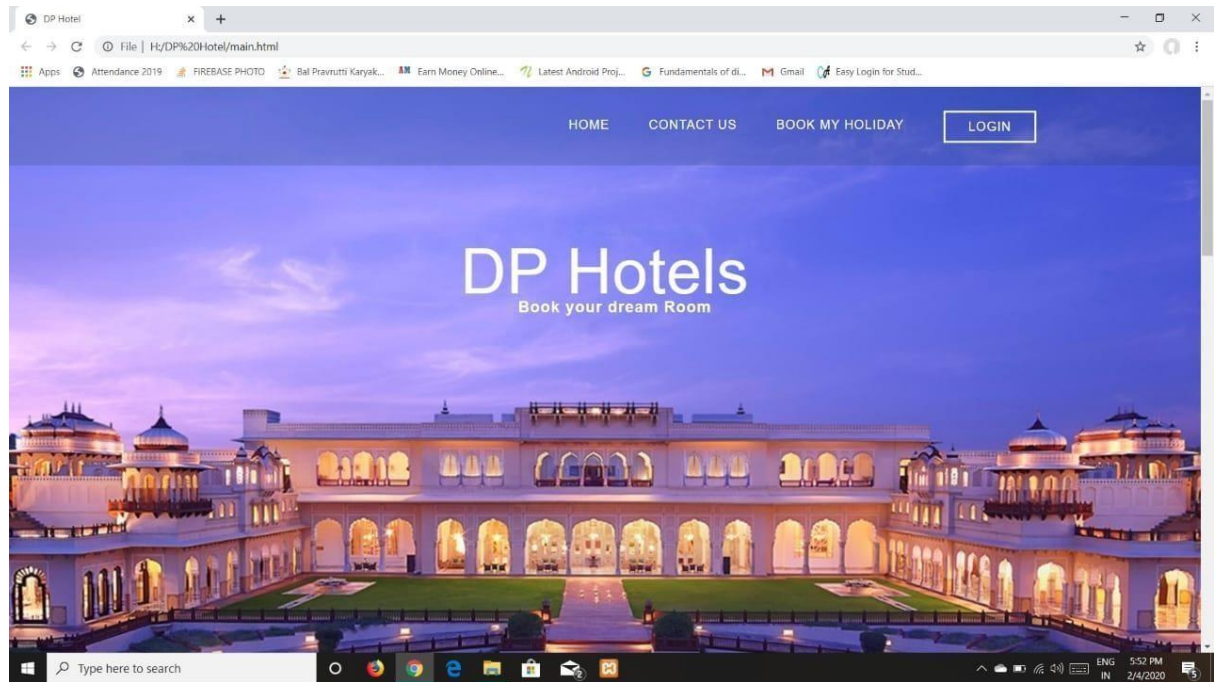 DP Hotel
File | H:/DP%20Hotel/main.html
Apps Attendance 2019 FIREBASE PHOTO Bal Pravrutti Karyak... Earn Money Online... Latest Android Proj... Fundamentals of di... Gmail Easy Login for Stud...
HOME CONTACT US BOOK MY HOLIDAY LOGIN
DP Hotels
Book your dream Room
Type here to search
ENG 5:52 PM
IN 2/4/2020